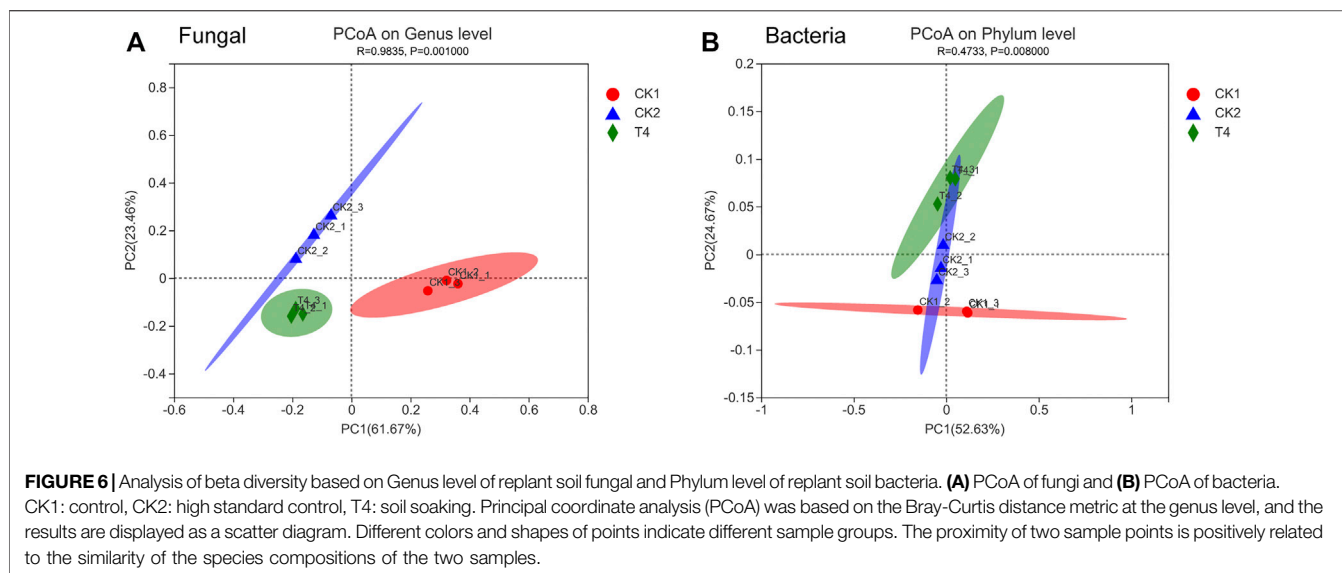 A Fungal
PCoA on Genus level
R=0.9835, P=0.001000
0.8
0.6
0.4
0.2
0
-0.2
-0.4
PC2(23.46%)
-0.6
-0.4
-0.2
0
0.2
0.4
0.6
0.8
PC1(61.67%)
CK2_3
CK2_1
CK2_2
T4_3
CK1_2
CK1_1
CK1
CK2
T4
B Bacteria
PCoA on Phylum level
R=0.4733, P=0.008000
0.2
0.15
0.1
0.05
0
-0.05
-0.1
-0.15
PC2(24.67%)
-1
-0.5
0
0.5
1
PC1(52.63%)
T4_2
CK2_2
CK2_1
CK2_3
CK1_2
CK1_3
CK1
CK2
T4
FIGURE 6 | Analysis of beta diversity based on Genus level of replant soil fungal and Phylum level of replant soil bacteria. (A) PCoA of fungi and (B) PCoA of bacteria.
CK1: control, CK2: high standard control, T4: soil soaking. Principal coordinate analysis (PCoA) was based on the Bray-Curtis distance metric at the genus level, and the
results are displayed as a scatter diagram. Different colors and shapes of points indicate different sample groups. The proximity of two sample points is positively related
to the similarity of the species compositions of the two samples.